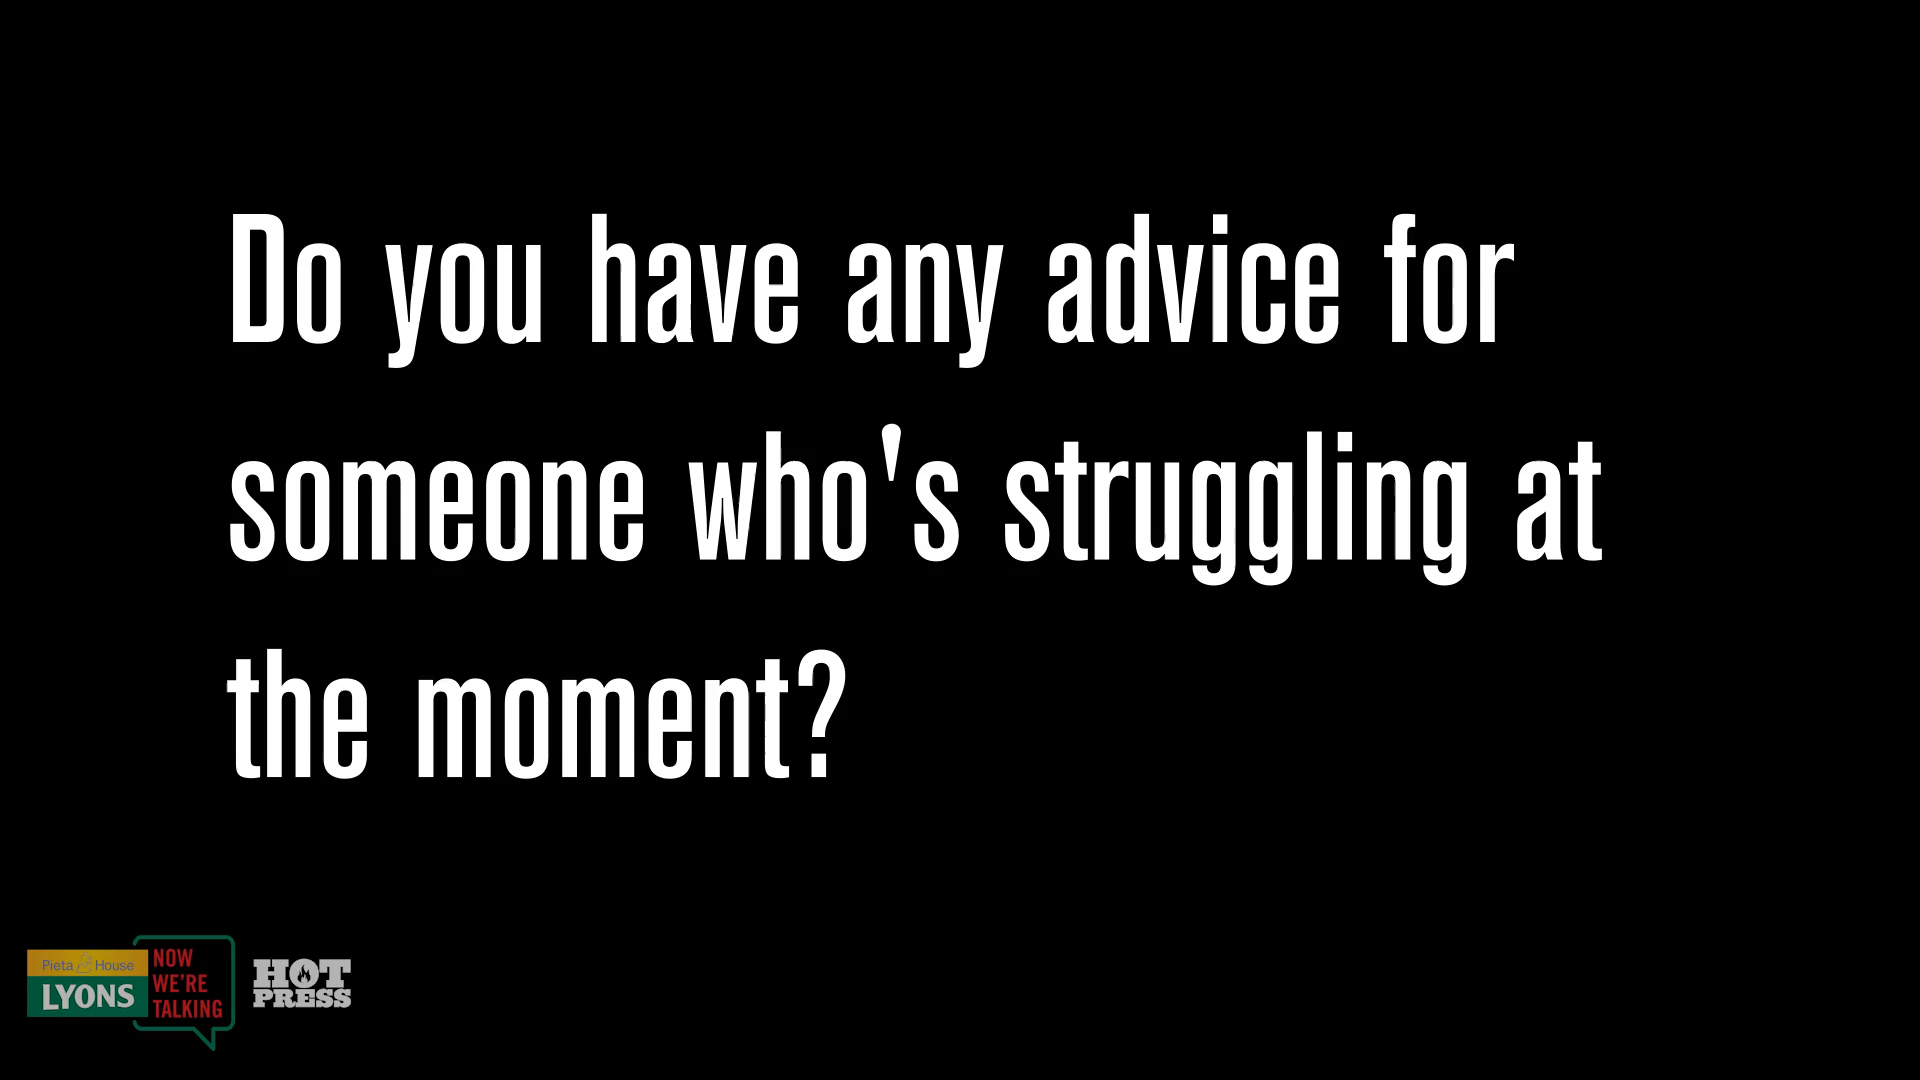 Do you have any advice for
someone who's struggling at
the moment?
Pieta House
LYONS
NOW
WE'RE
TALKING
HOT
PRESS